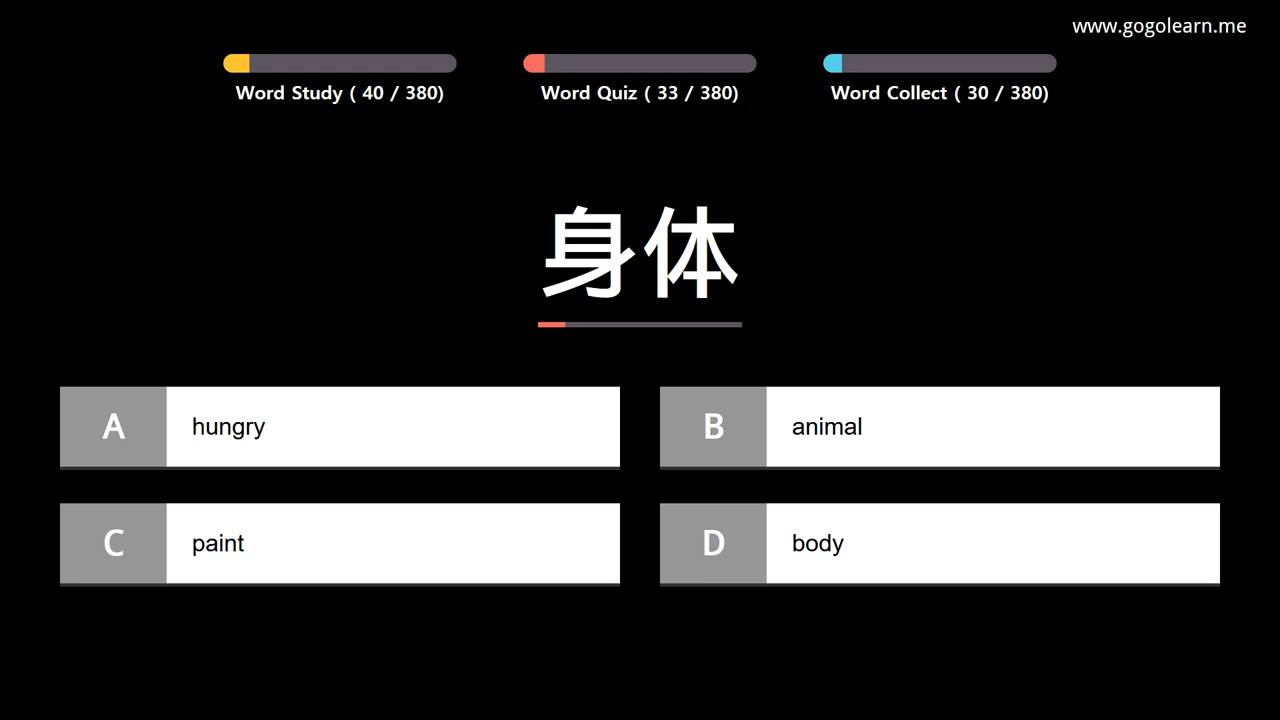 www.gogolearn.me
Word Study ( 40 / 380)
Word Quiz ( 33 / 380)
Word Collect ( 30 / 380)
身体
A hungry
B animal
C paint
D body